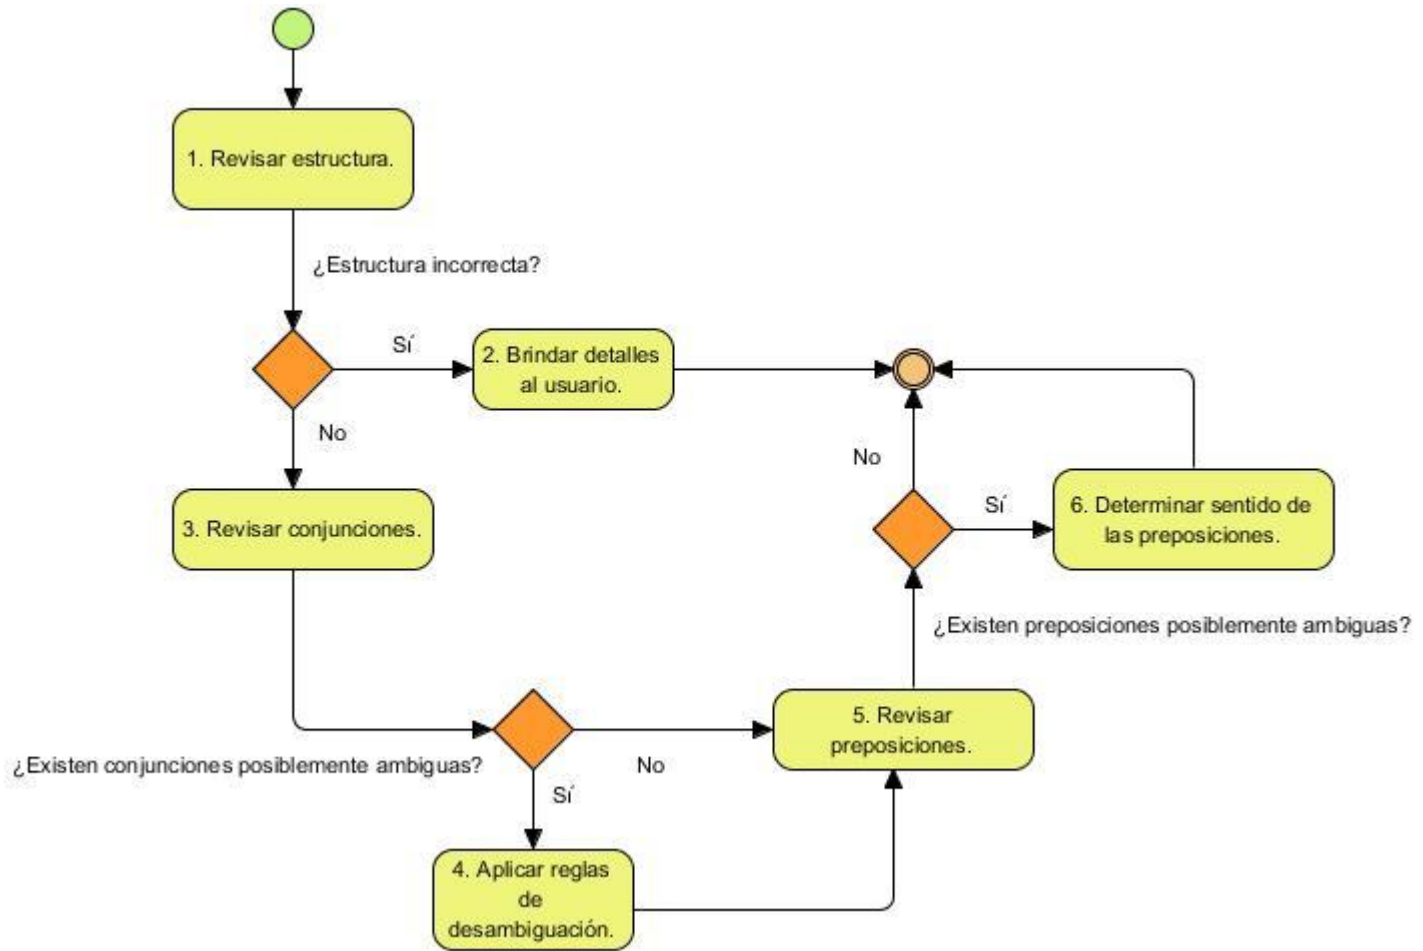 1. Revisar estructura.
¿Estructura incorrecta?
Sí
2. Brindar detalles
al usuario.
No
3. Revisar conjunciones.
No
Sí
6. Determinar sentido de
las preposiciones.
¿Existen preposiciones posiblemente ambiguas?
5. Revisar
preposiciones.
¿Existen conjunciones posiblemente ambiguas?
No
Sí
4. Aplicar reglas
de
desambiguación.